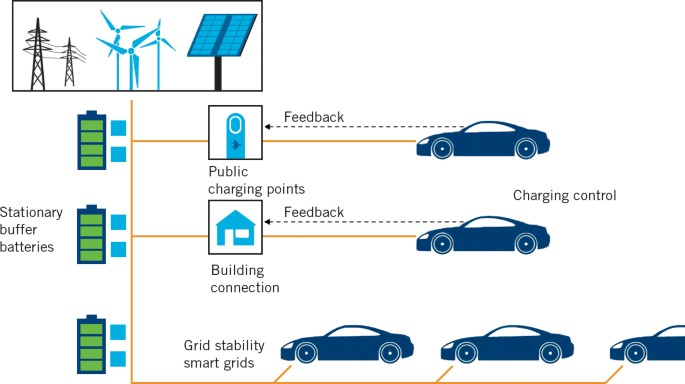 Feedback
Public
charging points
Charging control
Stationary
buffer
batteries
Feedback
Building
connection
Grid stability
smart grids